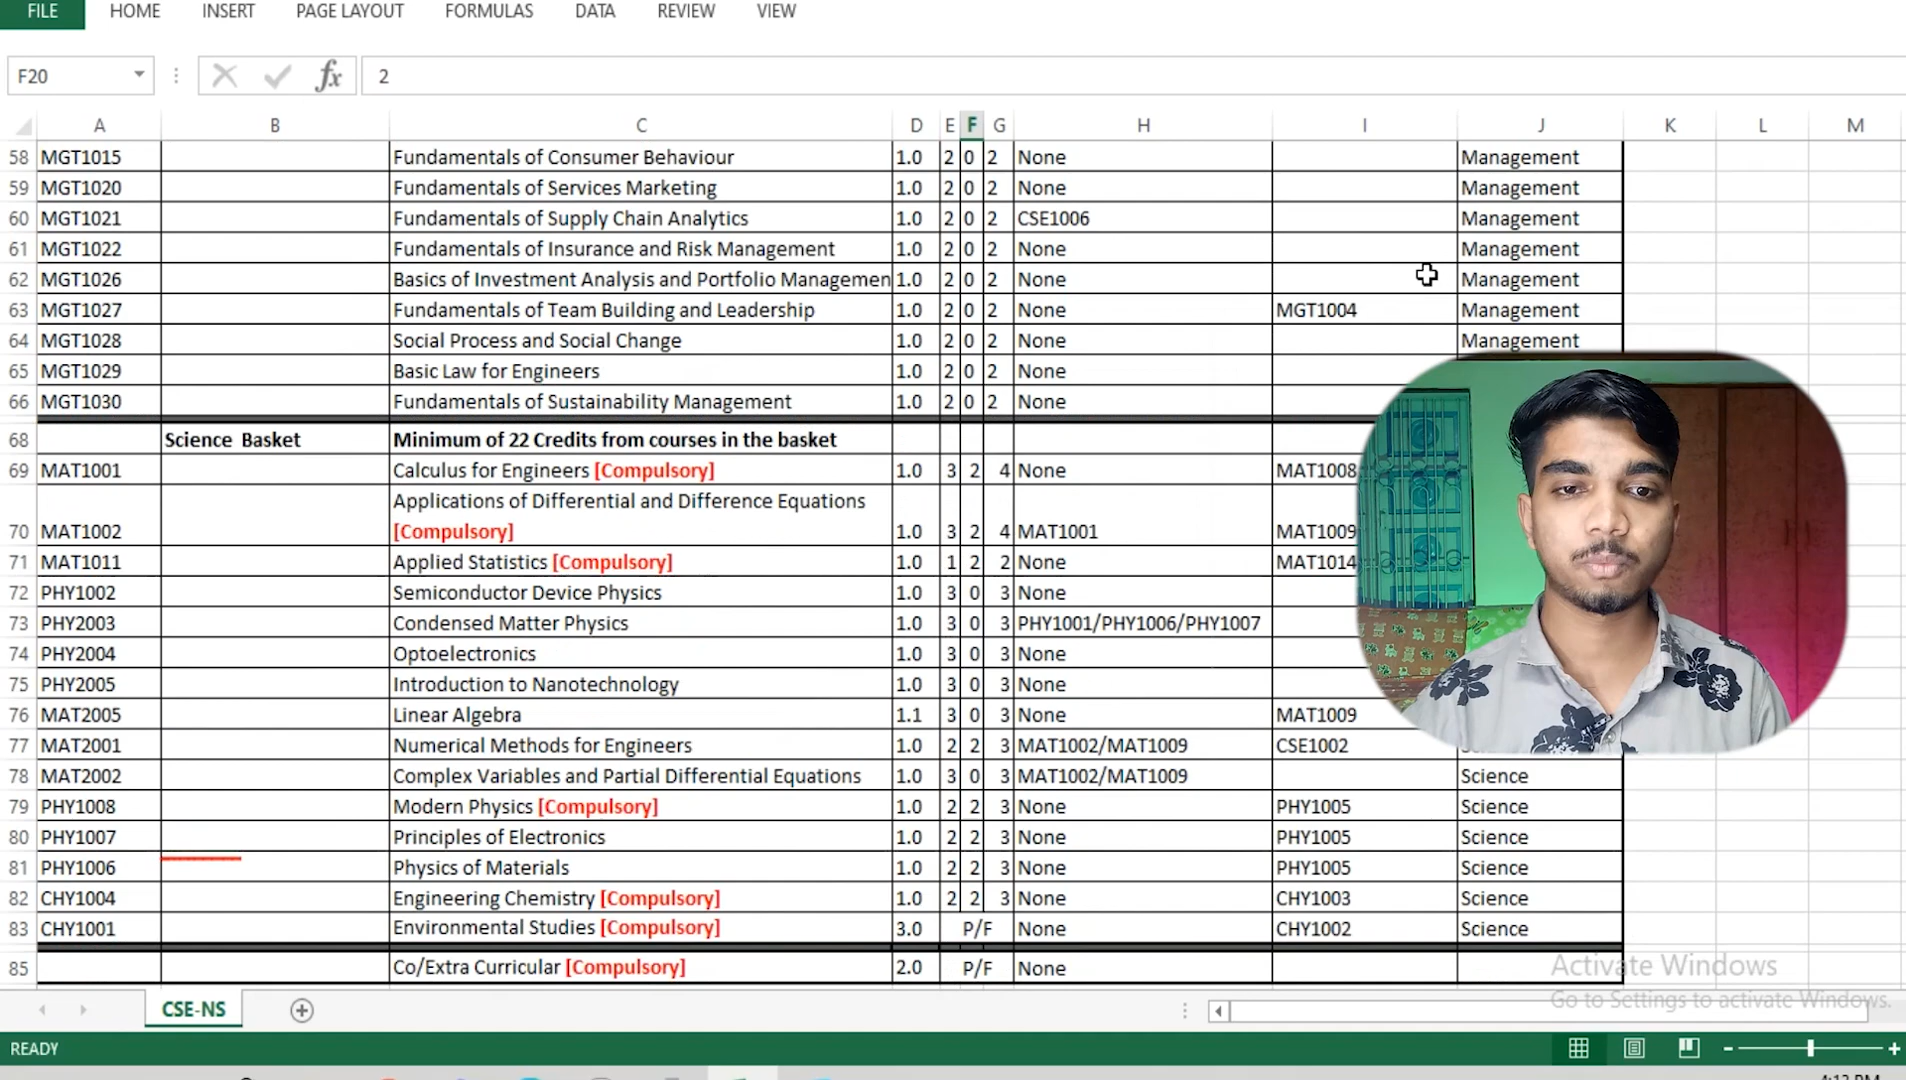 FILE HOME INSERT PAGE LAYOUT FORMULAS DATA REVIEW VIEW
F20 fx 2
A B C D E F G H I J K L M
58 MGT1015 Fundamentals of Consumer Behaviour 1.0 2 0 2 None Management
59 MGT1020 Fundamentals of Services Marketing 1.0 2 0 2 None Management
60 MGT1021 Fundamentals of Supply Chain Analytics 1.0 2 0 2 CSE1006 Management
61 MGT1022 Fundamentals of Insurance and Risk Management 1.0 2 0 2 None Management
62 MGT1026 Basics of Investment Analysis and Portfolio Managemen 1.0 2 0 2 None Management
63 MGT1027 Fundamentals of Team Building and Leadership 1.0 2 0 2 None MGT1004 Management
64 MGT1028 Social Process and Social Change 1.0 2 0 2 None Management
65 MGT1029 Basic Law for Engineers 1.0 2 0 2 None
66 MGT1030 Fundamentals of Sustainability Management 1.0 2 0 2 None
68 Science Basket Minimum of 22 Credits from courses in the basket
69 MAT1001 Calculus for Engineers [Compulsory] 1.0 3 2 4 None MAT1008
Applications of Differential and Difference Equations
70 MAT1002 [Compulsory] 1.0 3 2 4 MAT1001 MAT1009
71 MAT1011 Applied Statistics [Compulsory] 1.0 1 2 2 None MAT1014
72 PHY1002 Semiconductor Device Physics 1.0 3 0 3 None
73 PHY2003 Condensed Matter Physics 1.0 3 0 3 PHY1001/PHY1006/PHY1007
74 PHY2004 Optoelectronics 1.0 3 0 3 None
75 PHY2005 Introduction to Nanotechnology 1.0 3 0 3 None
76 MAT2005 Linear Algebra 1.1 3 0 3 None MAT1009
77 MAT2001 Numerical Methods for Engineers 1.0 2 2 3 MAT1002/MAT1009 CSE1002
78 MAT2002 Complex Variables and Partial Differential Equations 1.0 3 0 3 MAT1002/MAT1009 Science
79 PHY1008 Modern Physics [Compulsory] 1.0 2 2 3 None PHY1005 Science
80 PHY1007 Principles of Electronics 1.0 2 2 3 None PHY1005 Science
81 PHY1006 Physics of Materials 1.0 2 2 3 None PHY1005 Science
82 CHY1004 Engineering Chemistry [Compulsory] 1.0 2 2 3 None CHY1003 Science
83 CHY1001 Environmental Studies [Compulsory] 3.0 P/F None CHY1002 Science
85 Co/Extra Curricular [Compulsory] 2.0 P/F None
Activate Windows
Go to Settings to activate Windows.
CSE-NS
READY